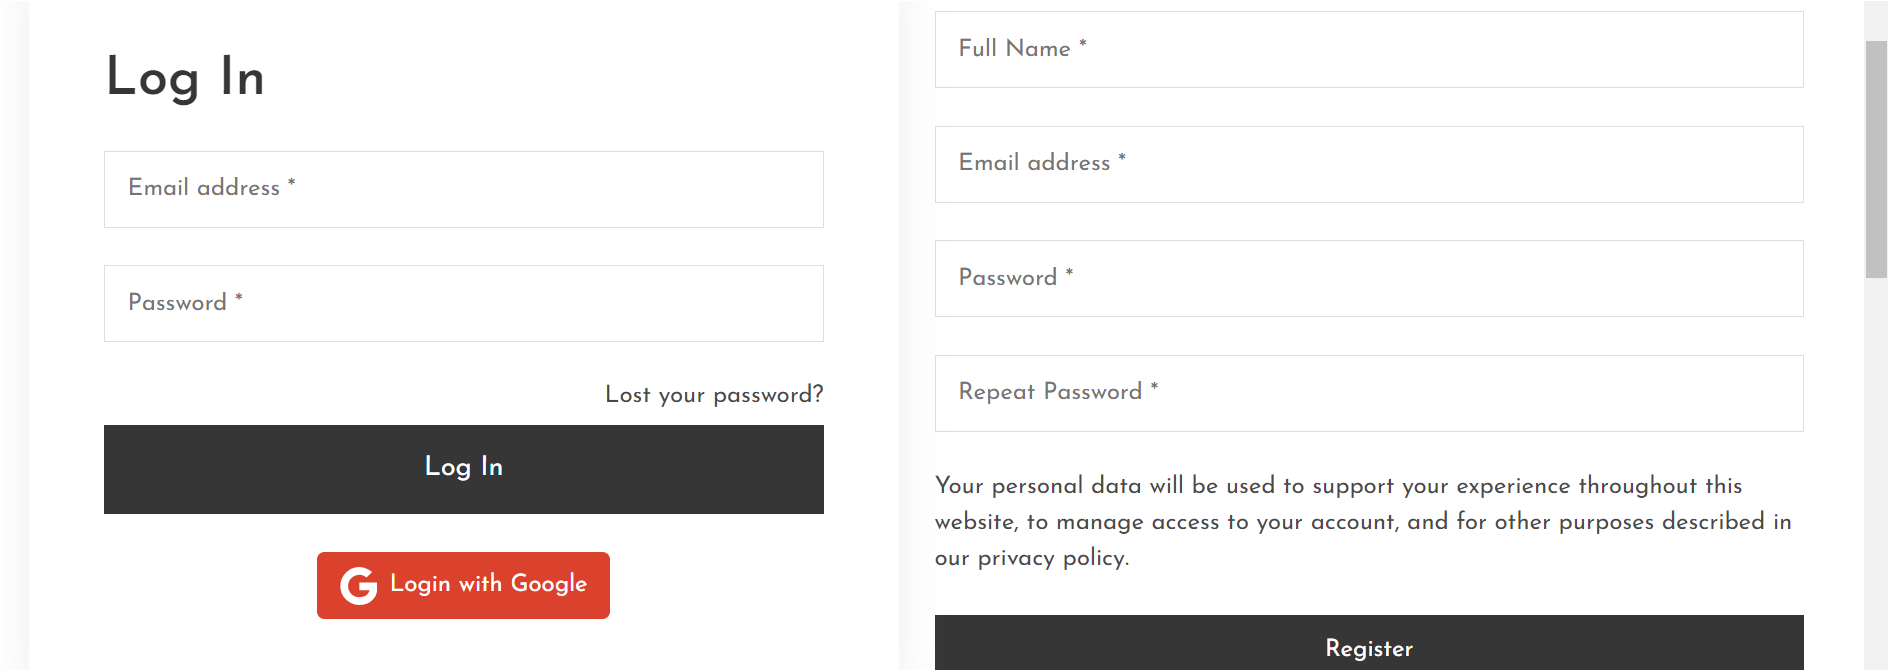 Log In
Email address *
Password *
Lost your password?
Log In
Login with Google
Full Name *
Email address *
Password *
Repeat Password *
Your personal data will be used to support your experience throughout this
website, to manage access to your account, and for other purposes described in
our privacy policy.
Register